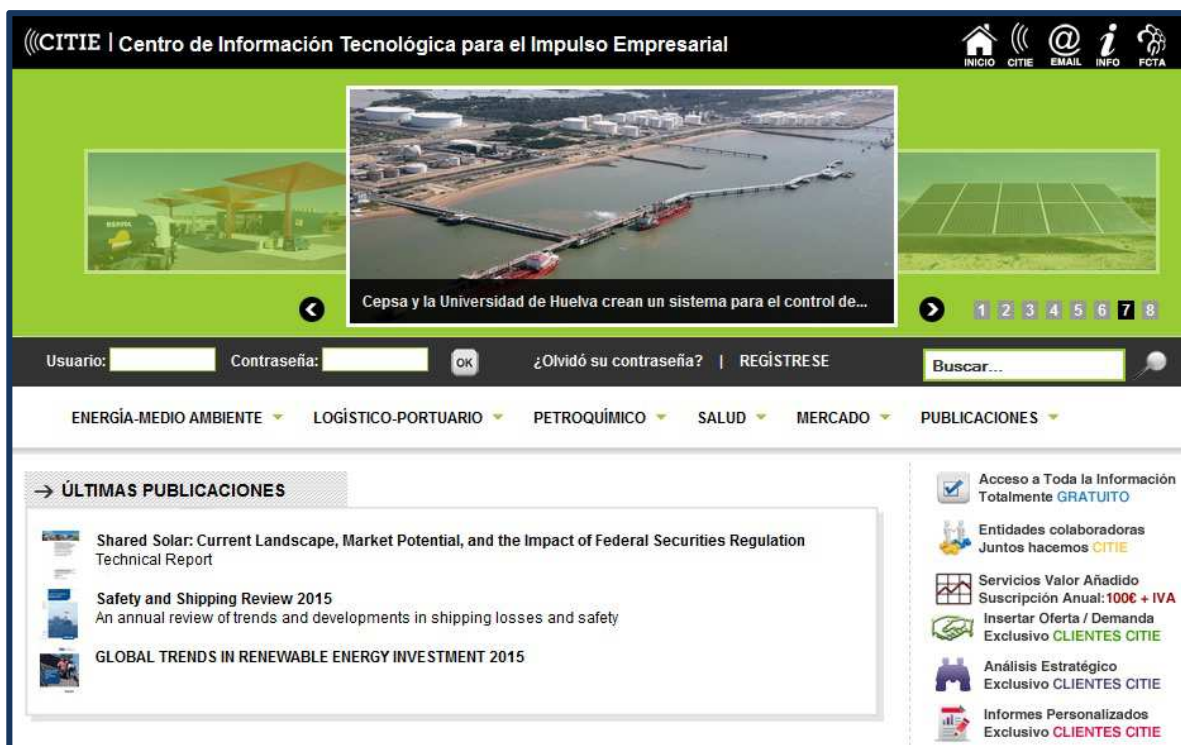 ((CITIE | Centro de Información Tecnológica para el Impulso Empresarial
INICIO CITIE EMAIL INFO FCTA
Cepsa y la Universidad de Huelva crean un sistema para el control de...
1 2 3 4 5 6 7 8
Usuario: Contraseña: OK ¿Olvidó su contraseña? | REGÍSTRESE Buscar...
ENERGÍA-MEDIO AMBIENTE LOGÍSTICO-PORTUARIO PETROQUÍMICO SALUD MERCADO PUBLICACIONES
→ ÚLTIMAS PUBLICACIONES
Shared Solar: Current Landscape, Market Potential, and the Impact of Federal Securities Regulation
Technical Report
Safety and Shipping Review 2015
An annual review of trends and developments in shipping losses and safety
GLOBAL TRENDS IN RENEWABLE ENERGY INVESTMENT 2015
Acceso a Toda la Información
Totalmente GRATUITO
Entidades colaboradoras
Juntos hacemos CITIE
Servicios Valor Añadido
Suscripción Anual:100€ + IVA
Insertar Oferta / Demanda
Exclusivo CLIENTES CITIE
Análisis Estratégico
Exclusivo CLIENTES CITIE
Informes Personalizados
Exclusivo CLIENTES CITIE